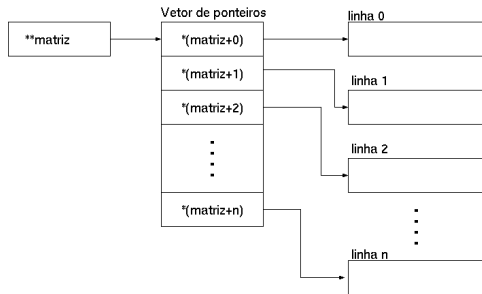 Vetor de ponteiros
**matriz
*(matriz+0)
*(matriz+1)
*(matriz+2)
*(matriz+n)
linha 0
linha 1
linha 2
linha n